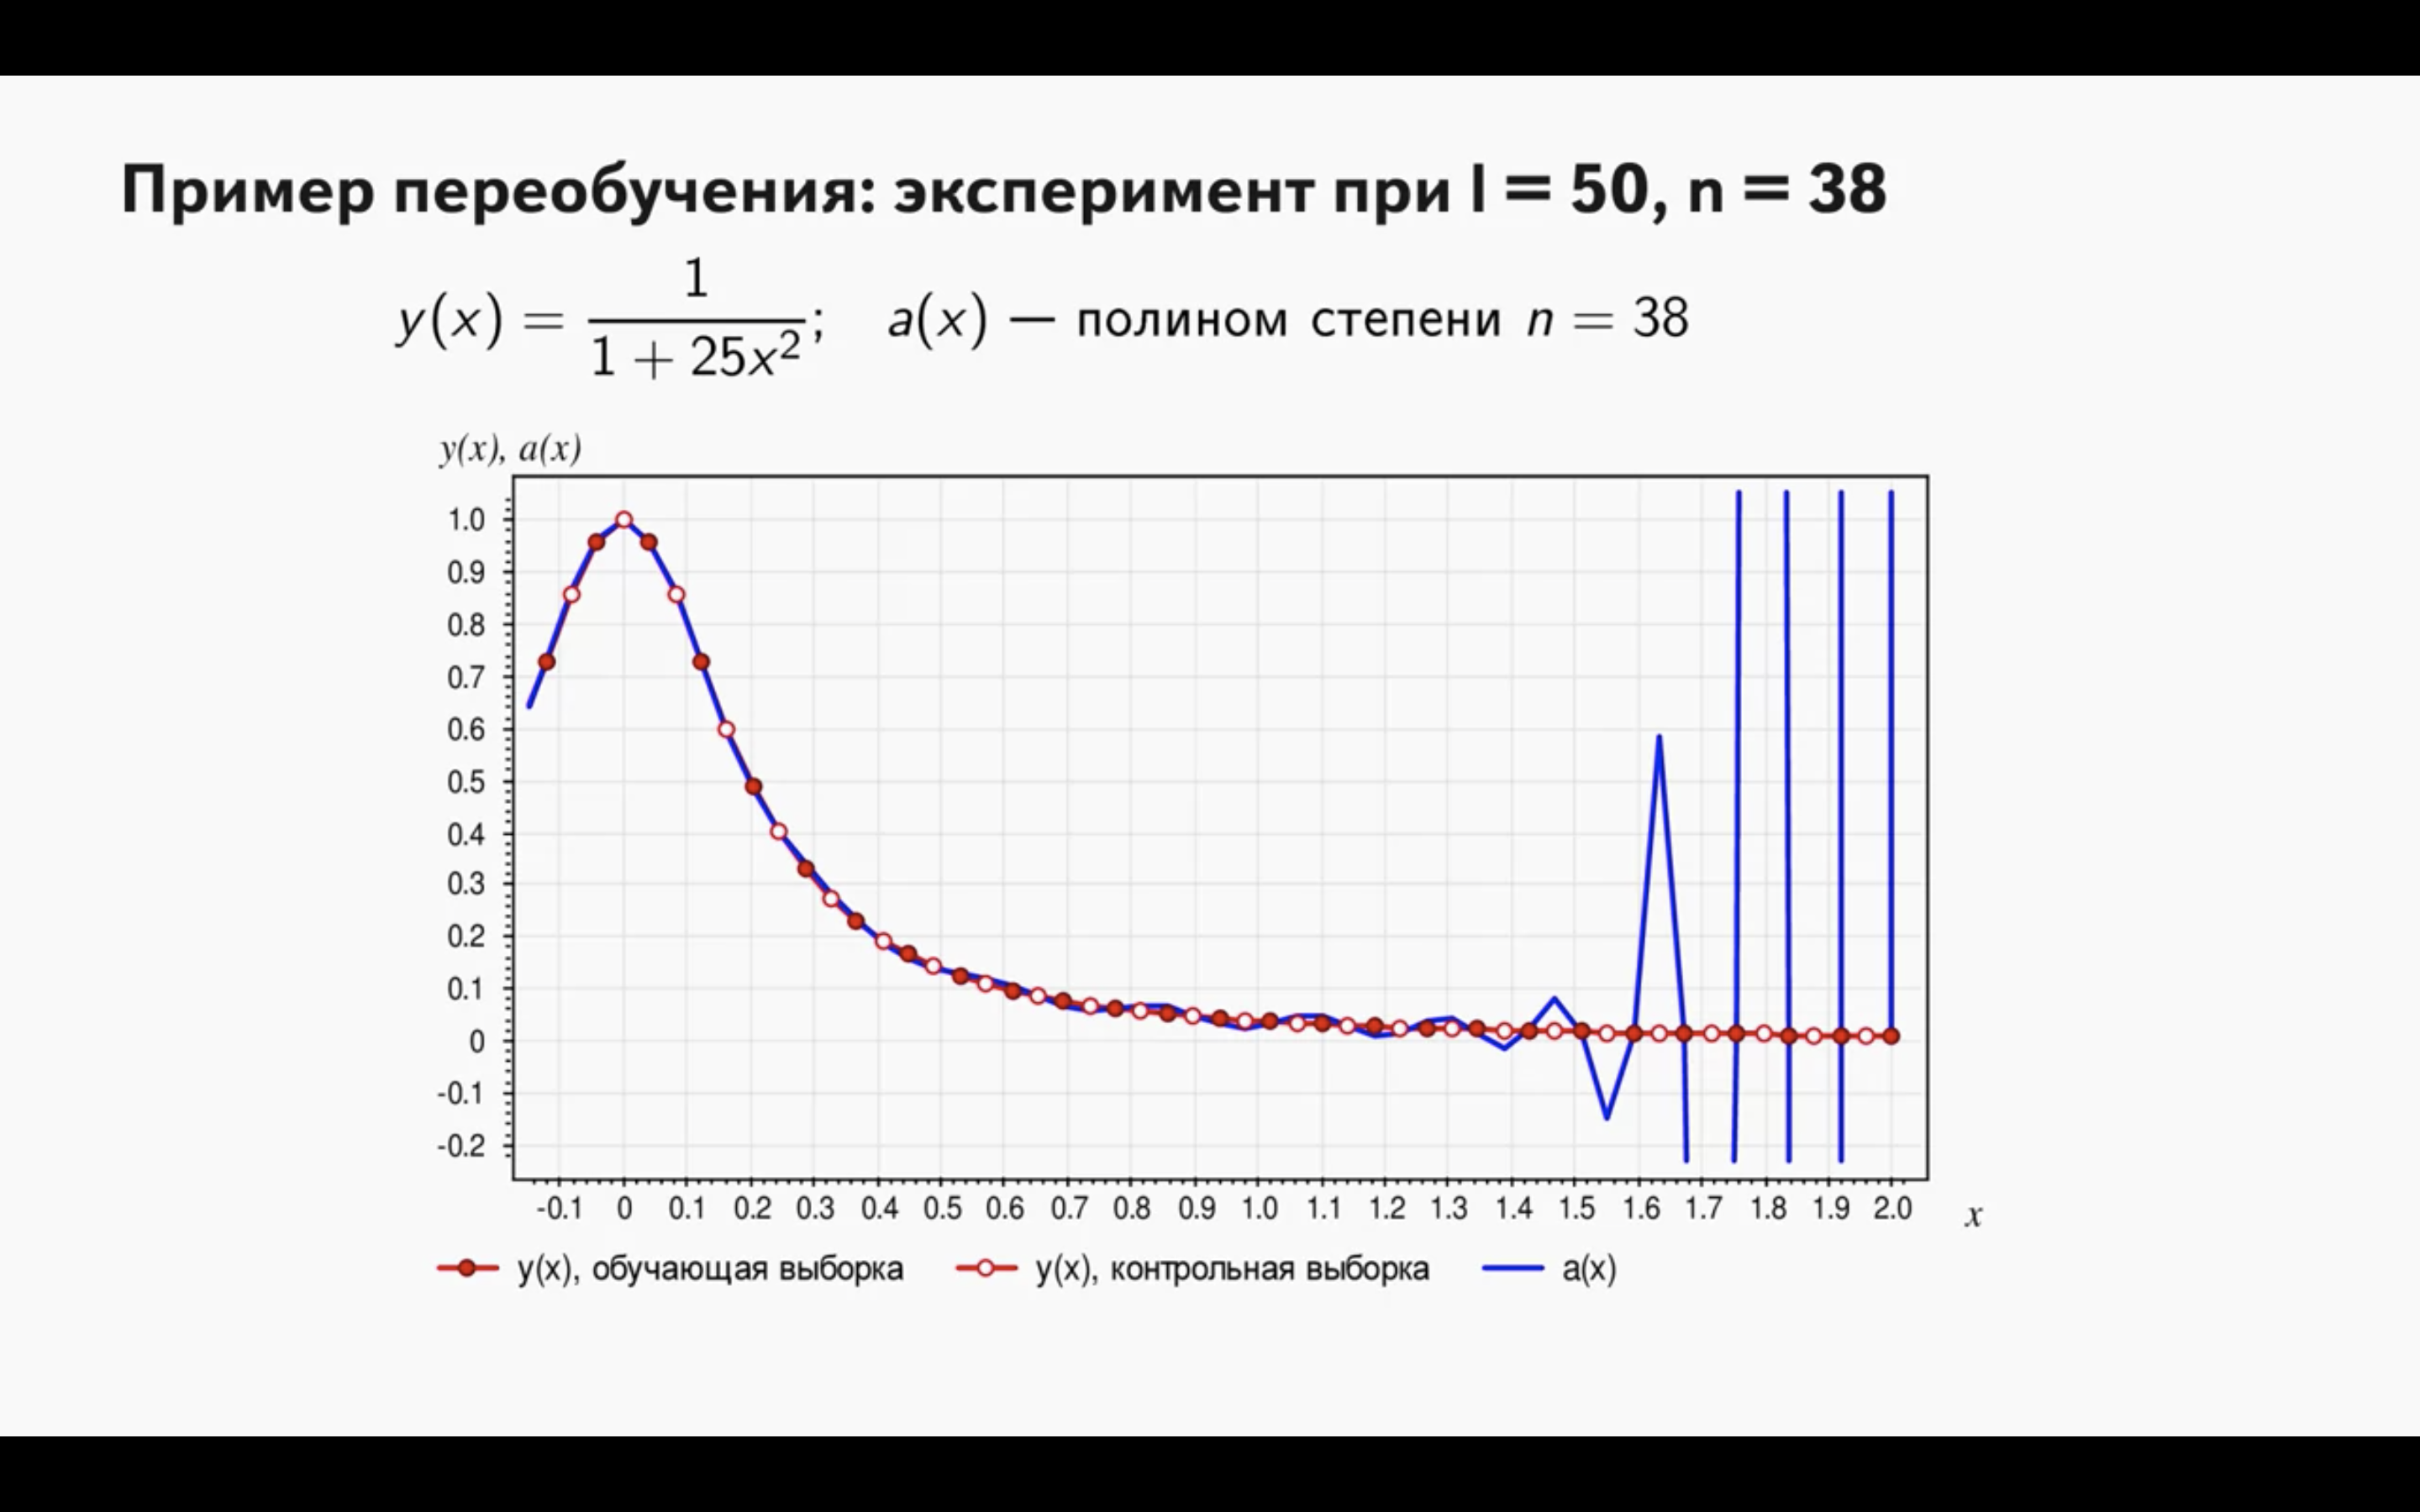 Пример переобучения: эксперимент при l = 50, n = 38
y(x) = 1 / (1 + 25x²); a(x) — полином степени n = 38
y(x), a(x)
1.0
0.9
0.8
0.7
0.6
0.5
0.4
0.3
0.2
0.1
0
-0.1
-0.2
-0.1 0 0.1 0.2 0.3 0.4 0.5 0.6 0.7 0.8 0.9 1.0 1.1 1.2 1.3 1.4 1.5 1.6 1.7 1.8 1.9 2.0 x
y(x), обучающая выборка y(x), контрольная выборка a(x)